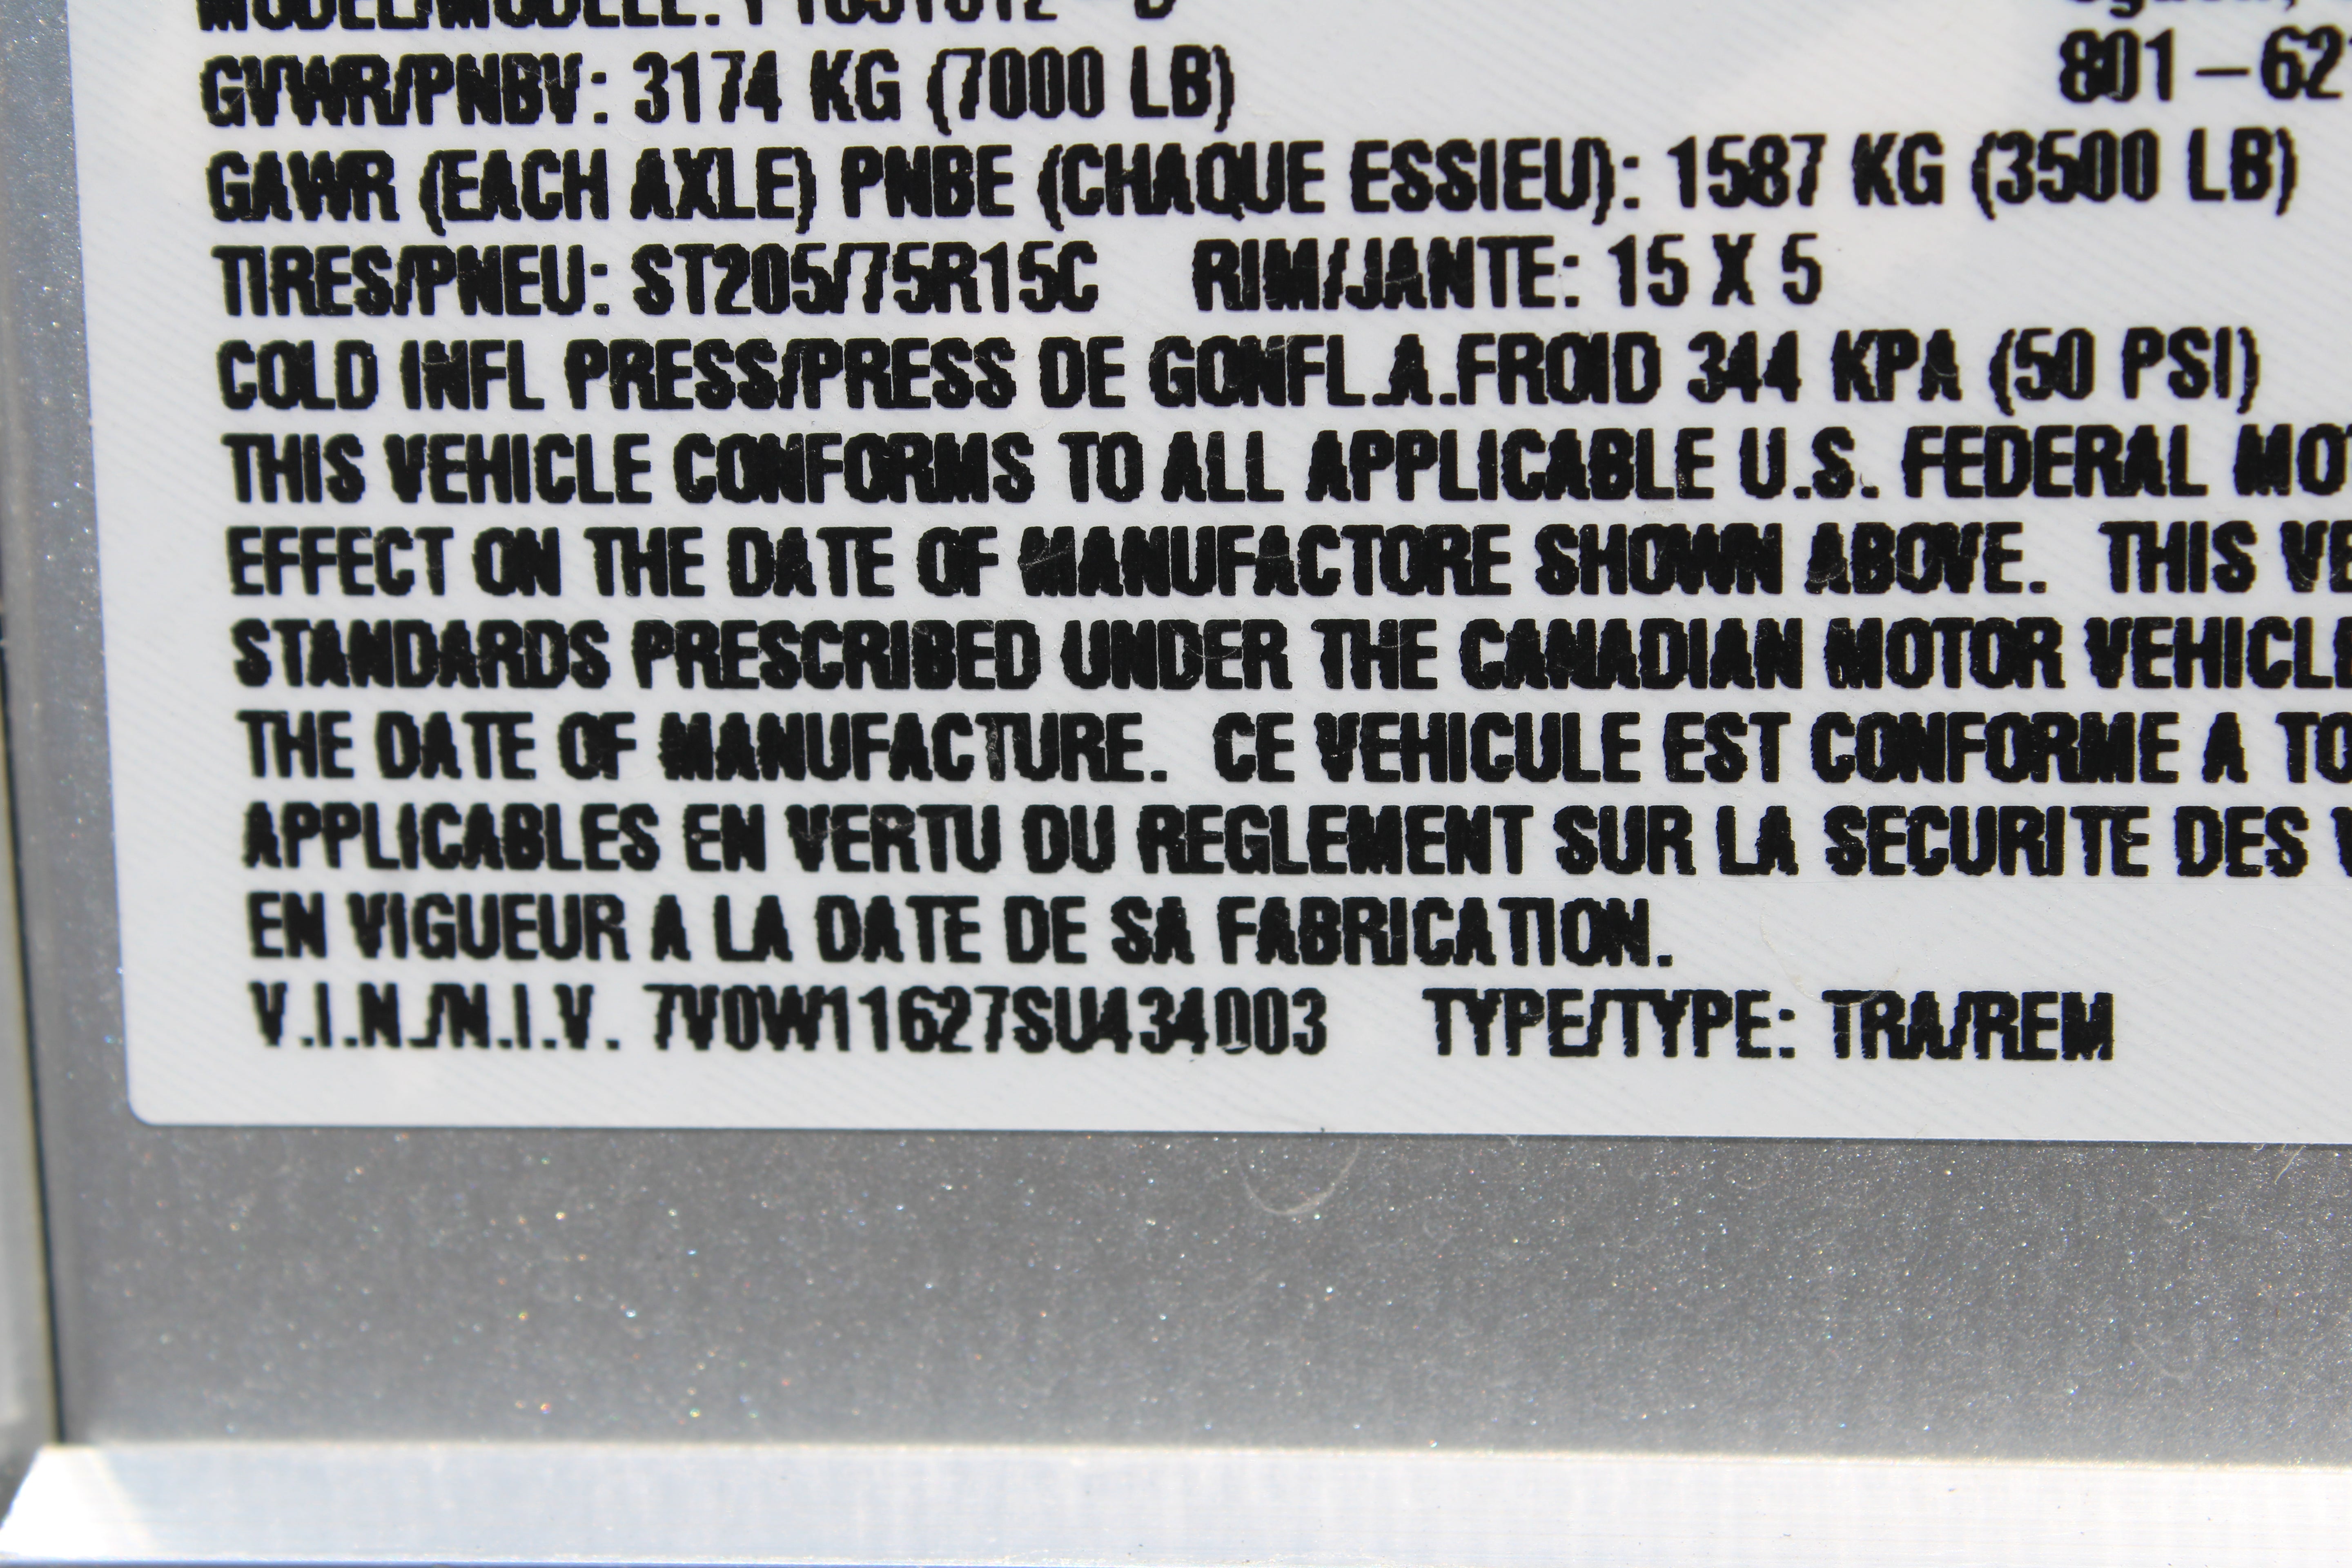 GVWR/PNBV: 3174 KG (7000 LB)
801-62
GAWR (EACH AXLE) PNBE (CHAQUE ESSIEU): 1587 KG (3500 LB)
TIRES/PNEU: ST205/75R15C RIM/JANTE: 15 X 5
COLD INFL PRESS/PRESS DE GONFL.A.FROID 344 KPA (50 PSI)
THIS VEHICLE CONFORMS TO ALL APPLICABLE U.S. FEDERAL
EFFECT ON THE DATE OF MANUFACTORE SHOWN ABOVE. THIS
STANDARDS PRESCRIBED UNDER THE CANADIAN MOTOR VEHICLE
THE DATE OF MANUFACTURE. CE VEHICULE EST CONFORME A
APPLICABLES EN VERTU DU REGLEMENT SUR LA SECURITE DES
EN VIGUEUR A LA DATE DE SA FABRICATION.
V.I.N./N.I.V. 7V0W11627SU434003 TYPE/TYPE: TRA/REM